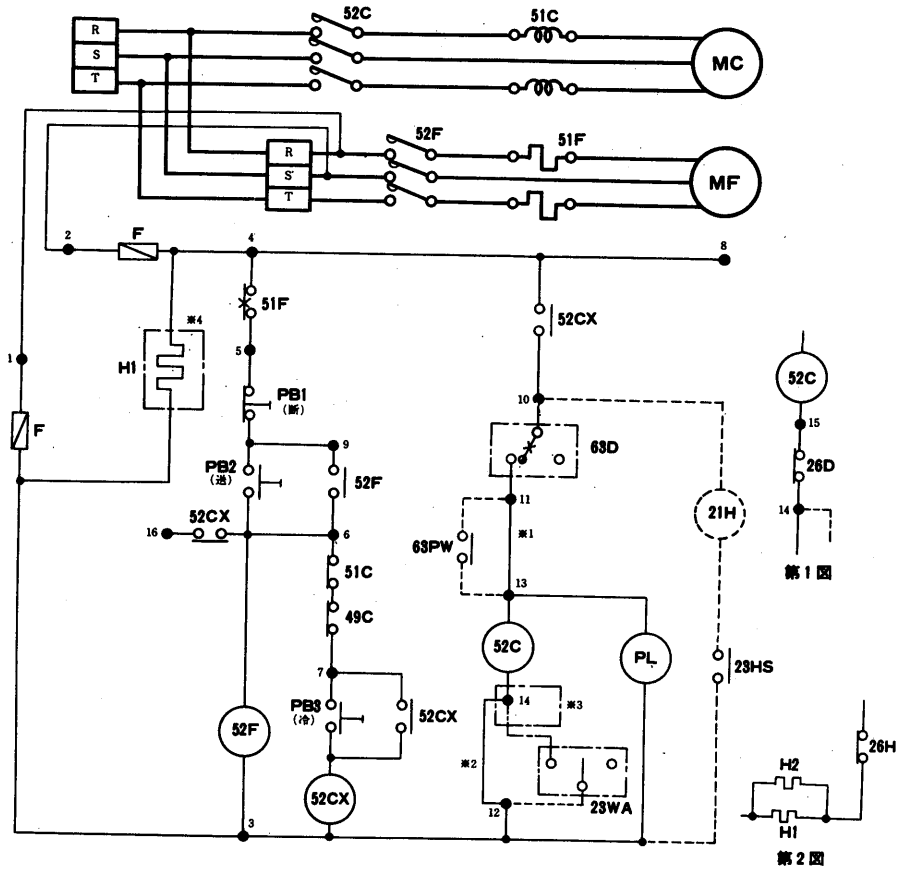 52C
51C
R
S
T
MC
52F
51F
R
S
T
MF
2
F
4
8
51F
※4
H1
5
52CX
1
PB1
(断)
10
52C
F
9
63D
15
PB2
(送)
52F
26D
11
21H
14
16
52CX
6
63PW
※1
第1図
51C
13
49C
52C
PL
7
23HS
PB3
(冷)
52CX
14
※3
52F
26H
※2
H2
52CX
12
23WA
H1
3
第2図